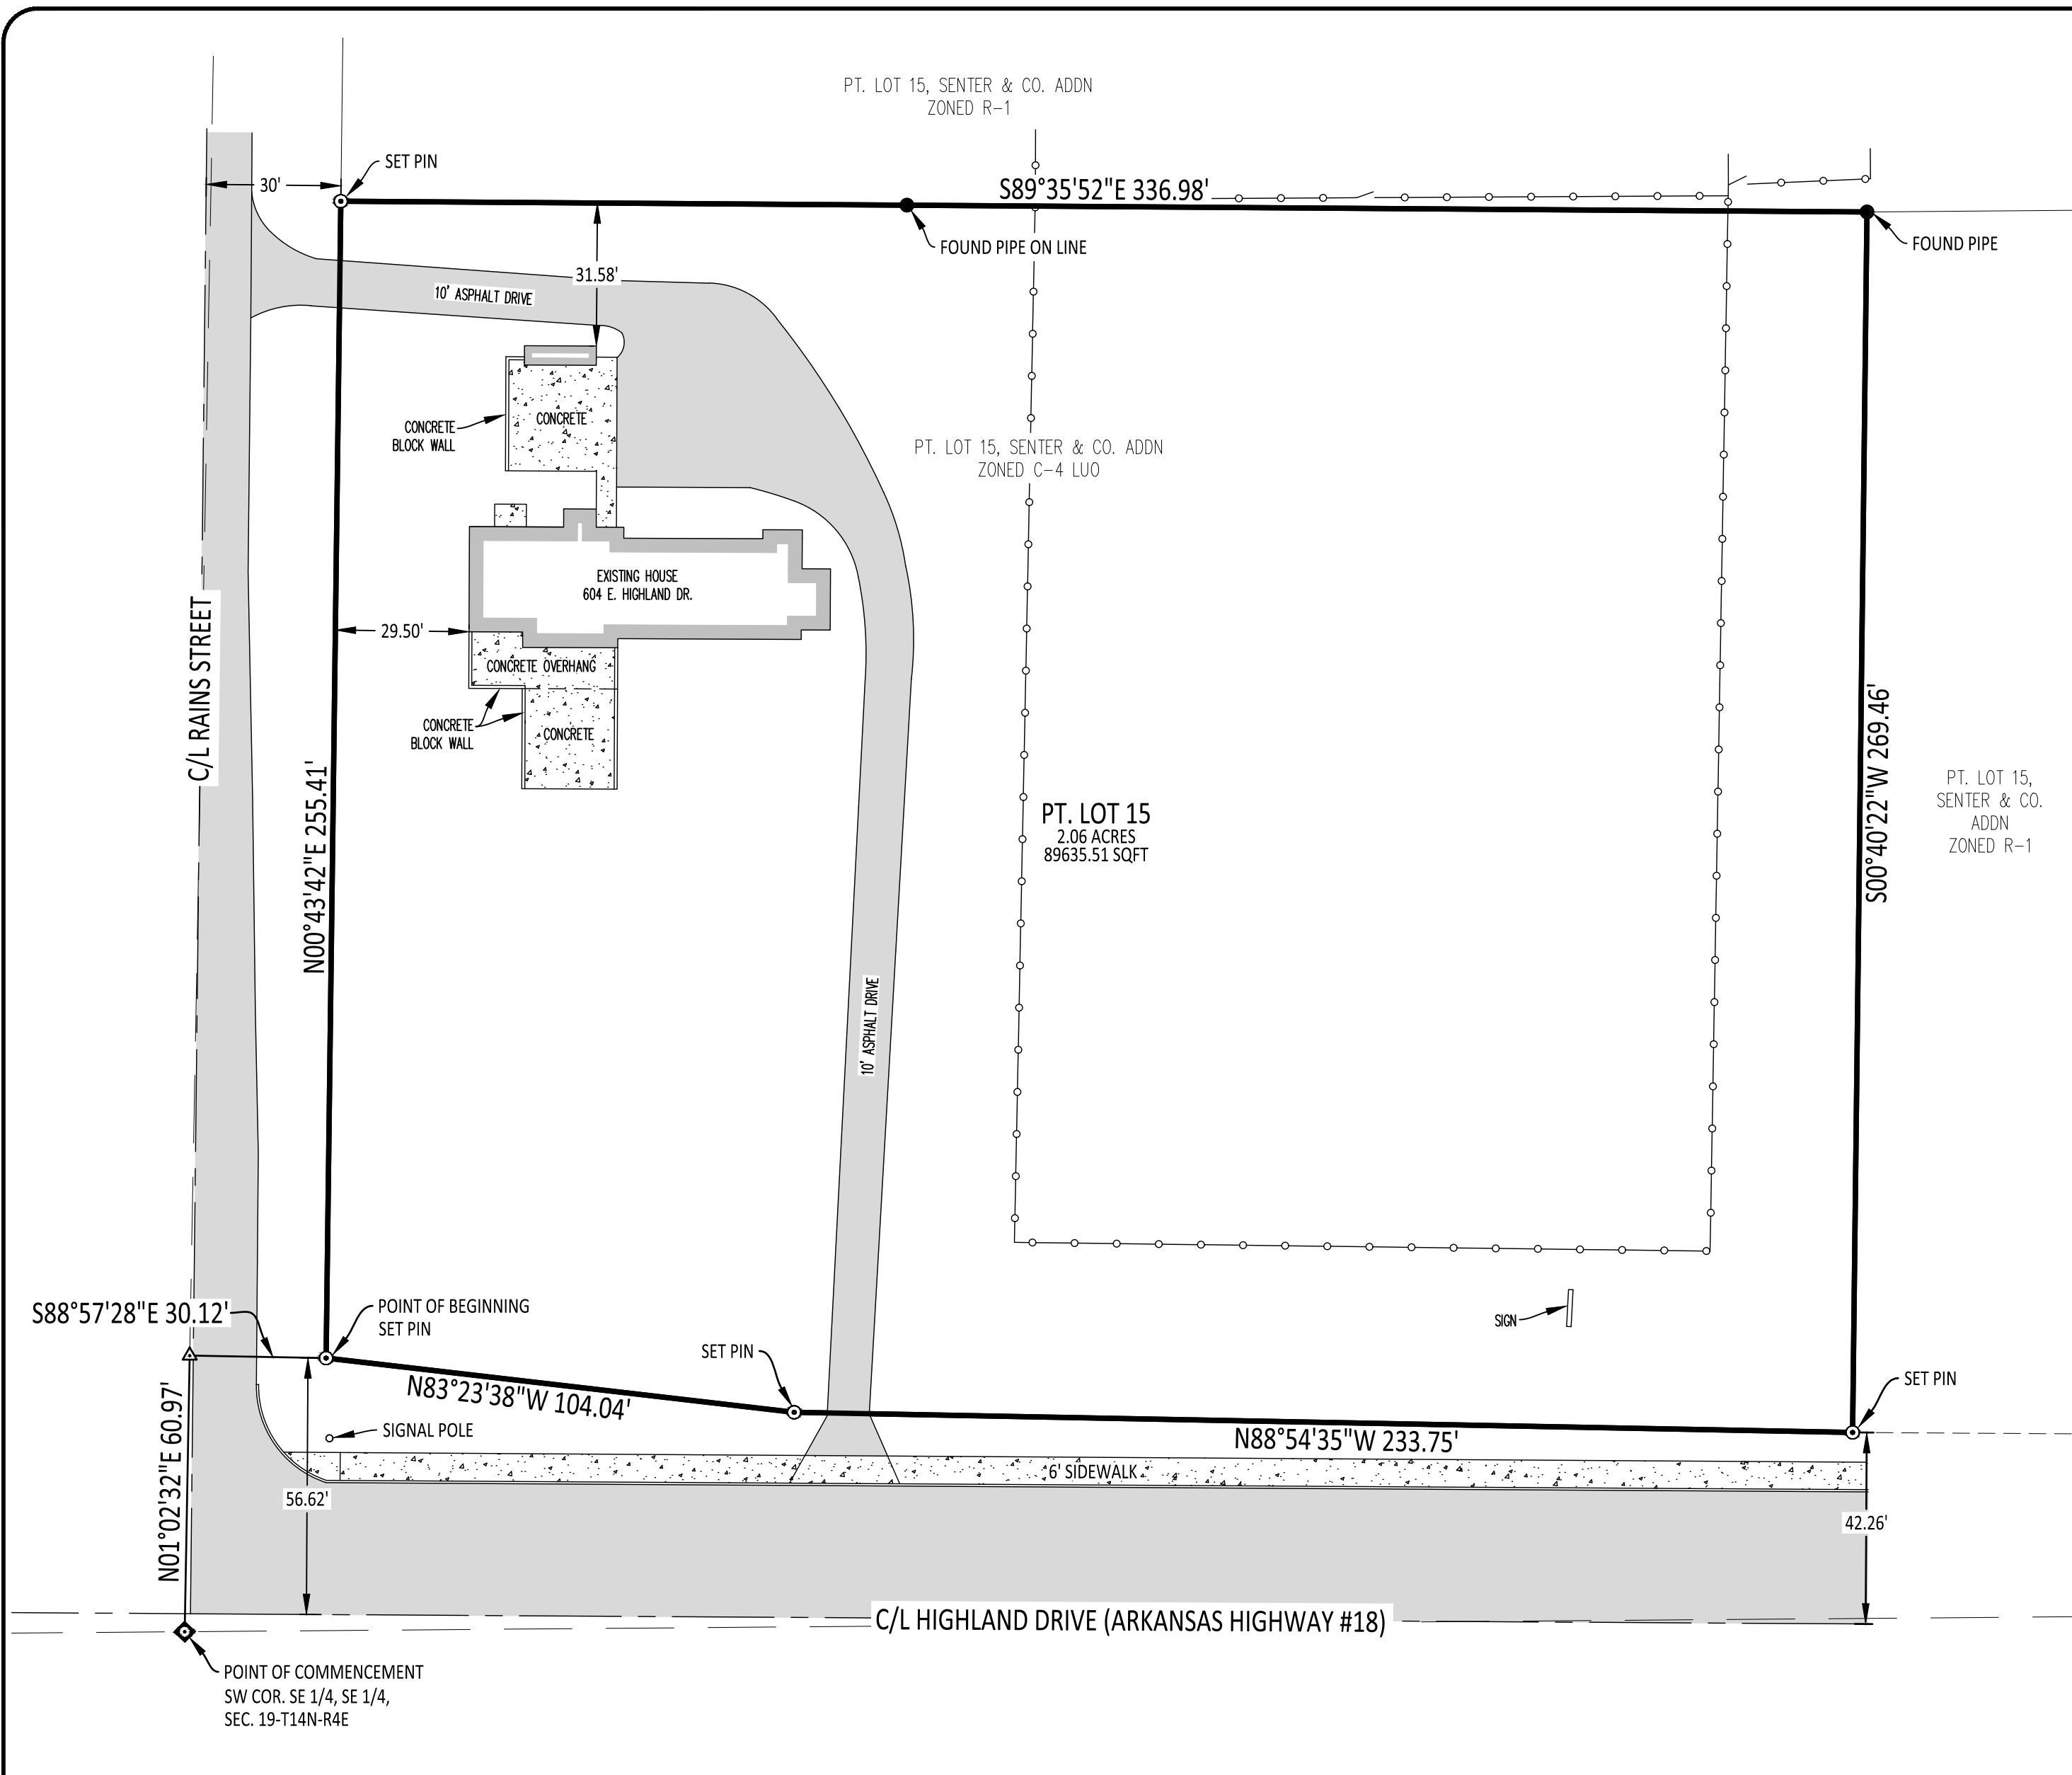 PT. LOT 15, SENTER & CO. ADDN
ZONED R-1
SET PIN
30'
S89°35'52"E 336.98'
FOUND PIPE ON LINE
FOUND PIPE
31.58'
10' ASPHALT DRIVE
CONCRETE
CONCRETE
BLOCK WALL
PT. LOT 15, SENTER & CO. ADDN
ZONED C-4 LUO
EXISTING HOUSE
604 E. HIGHLAND DR.
29.50'
C/L RAINS STREET
CONCRETE OVERHANG
CONCRETE
BLOCK WALL
CONCRETE
N00°43'42"E 255.41'
PT. LOT 15
2.06 ACRES
89635.51 SQFT
S00°40'22"W 269.46'
PT. LOT 15,
SENTER & CO.
ADDN
ZONED R-1
10' ASPHALT DRIVE
S88°57'28"E 30.12'
POINT OF BEGINNING
SET PIN
SIGN
SET PIN
SET PIN
N83°23'38"W 104.04'
N01°02'32"E 60.97'
SIGNAL POLE
N88°54'35"W 233.75'
6' SIDEWALK
56.62'
42.26'
C/L HIGHLAND DRIVE (ARKANSAS HIGHWAY #18)
POINT OF COMMENCEMENT
SW COR. SE 1/4, SE 1/4,
SEC. 19-T14N-R4E